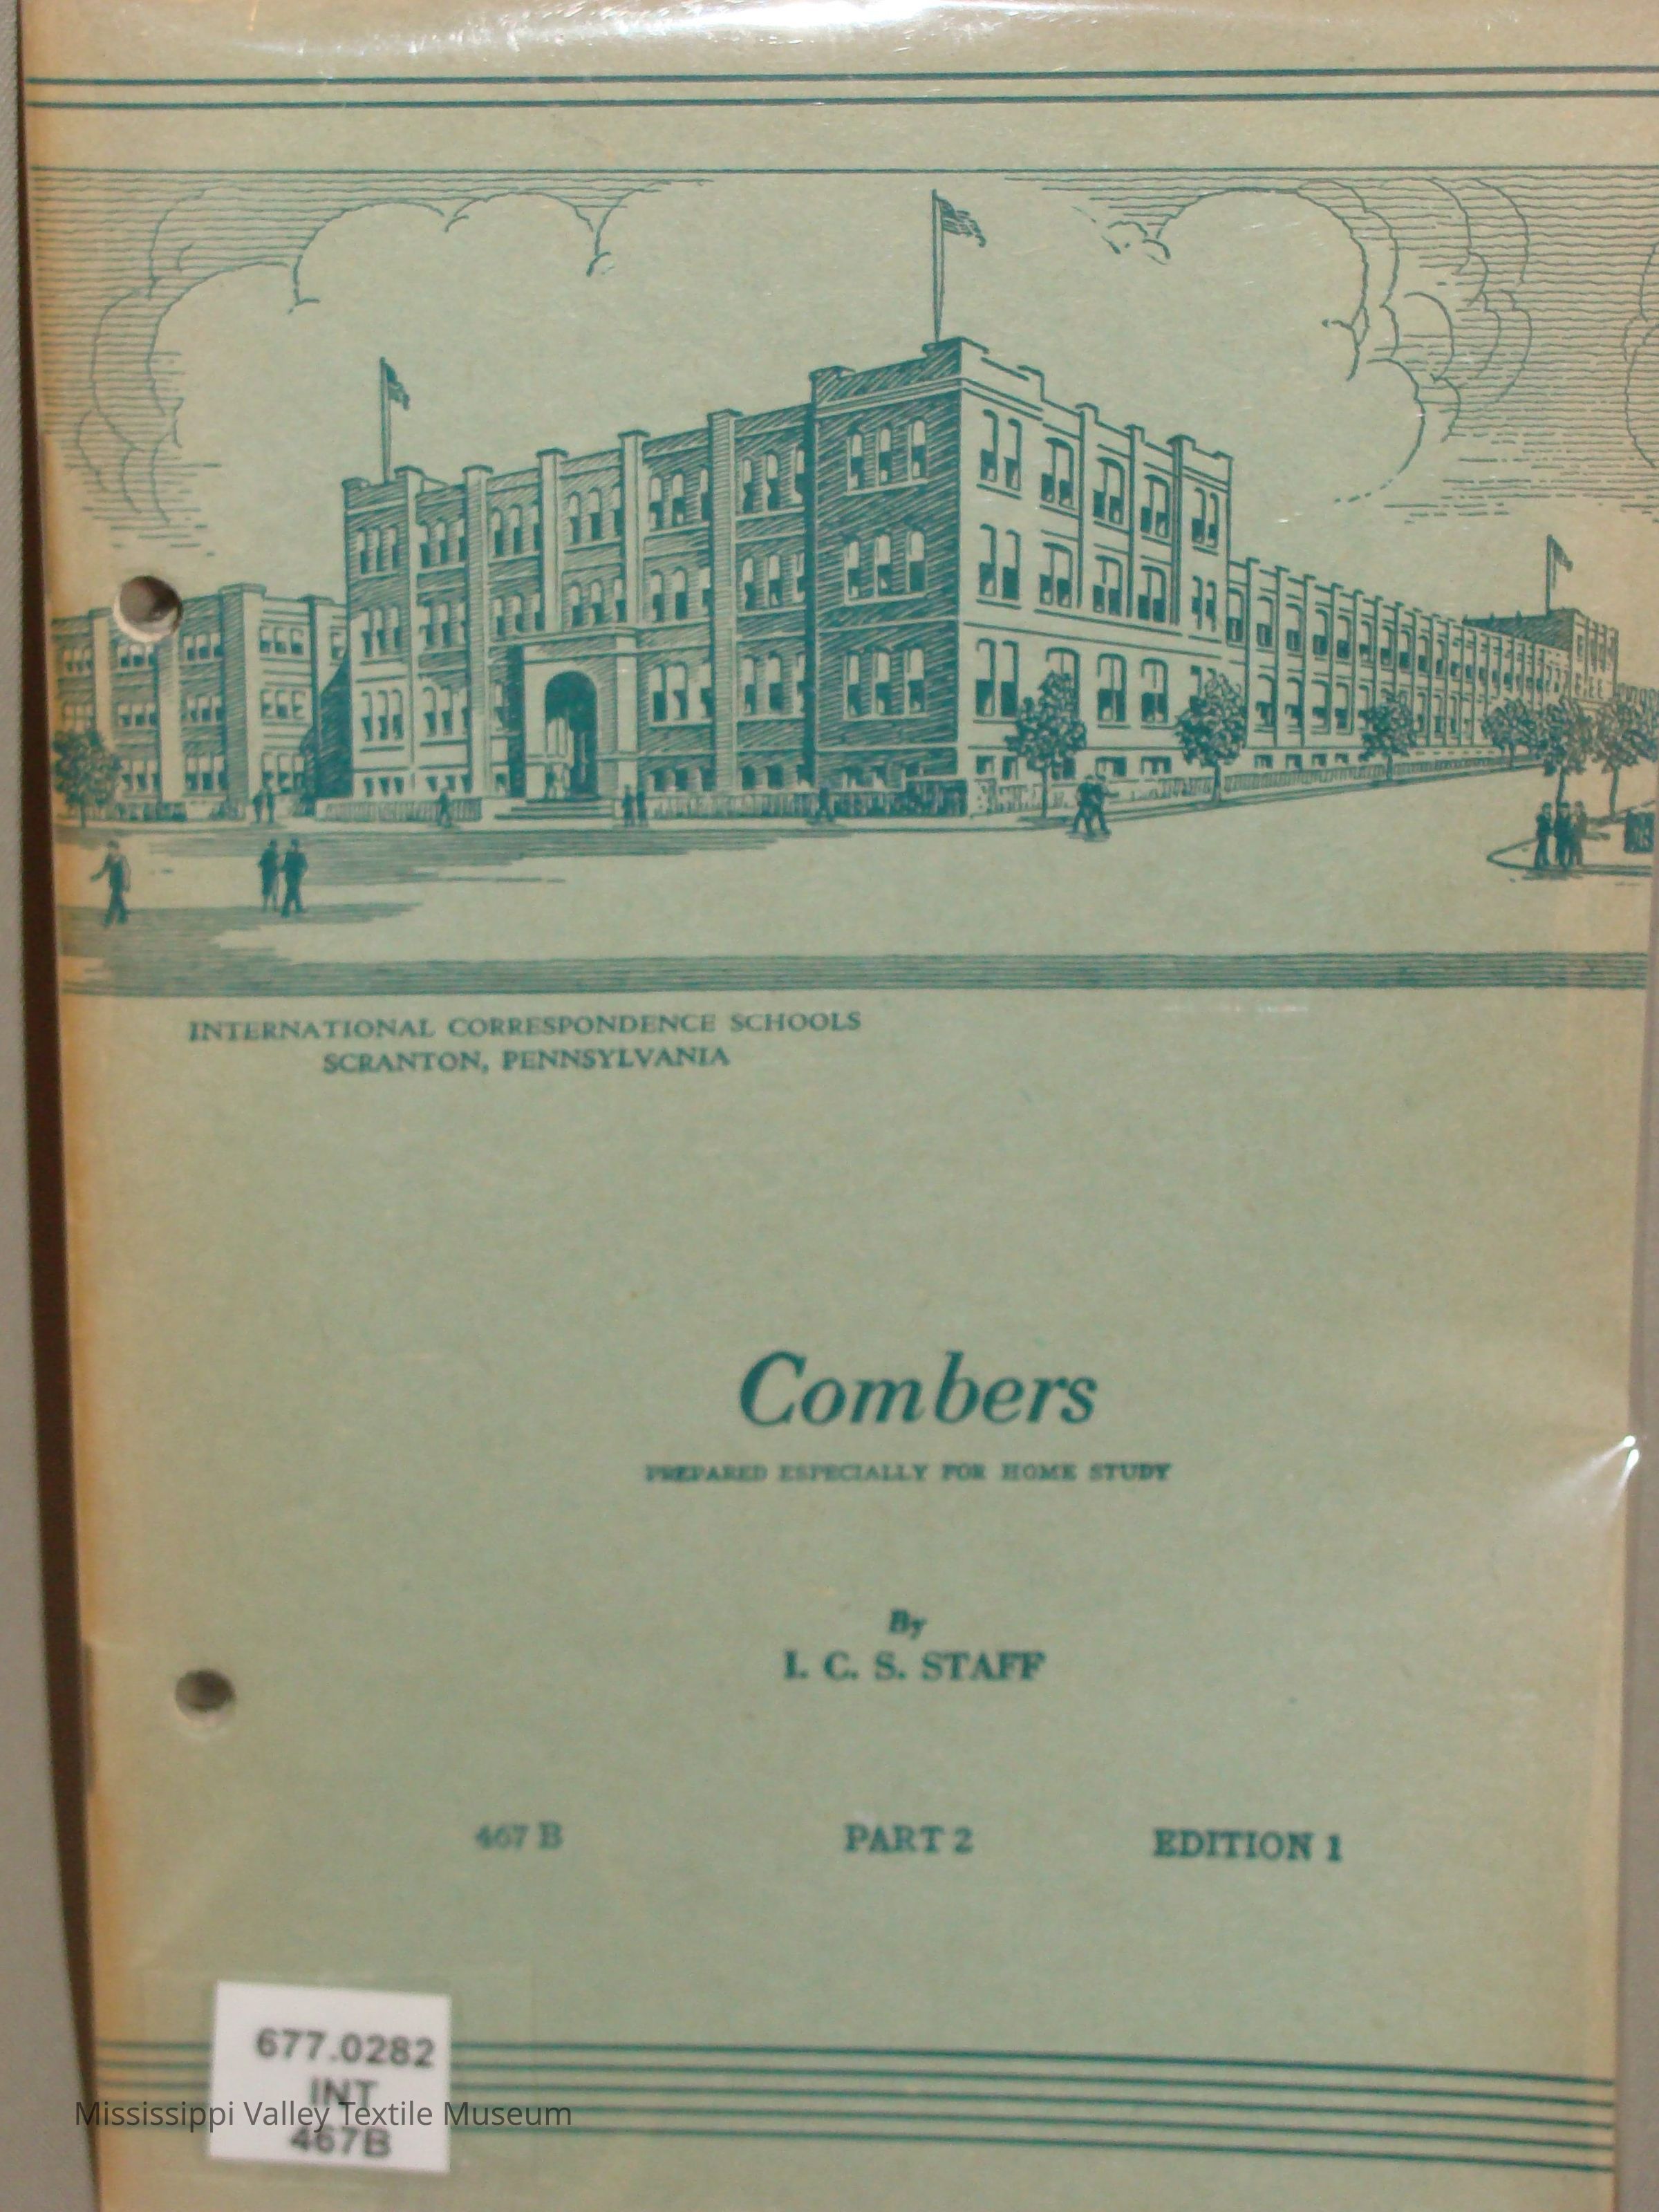 INTERNATIONAL CORRESPONDENCE SCHOOLS
SCRANTON, PENNSYLVANIA
Combers
PREPARED ESPECIALLY FOR HOME STUDY
By
I. C. S. STAFF
467 B PART 2 EDITION 1
677.0282
INT
Mississippi Valley Textile Museum
467B